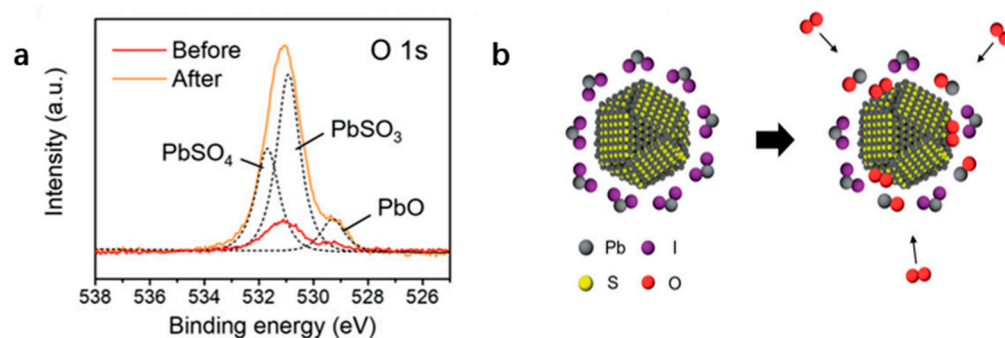 a
Before
After
O 1s
PbSO4
PbSO3
PbO
Intensity (a.u.)
538 536 534 532 530 528 526
Binding energy (eV)
b
Pb
I
S
O